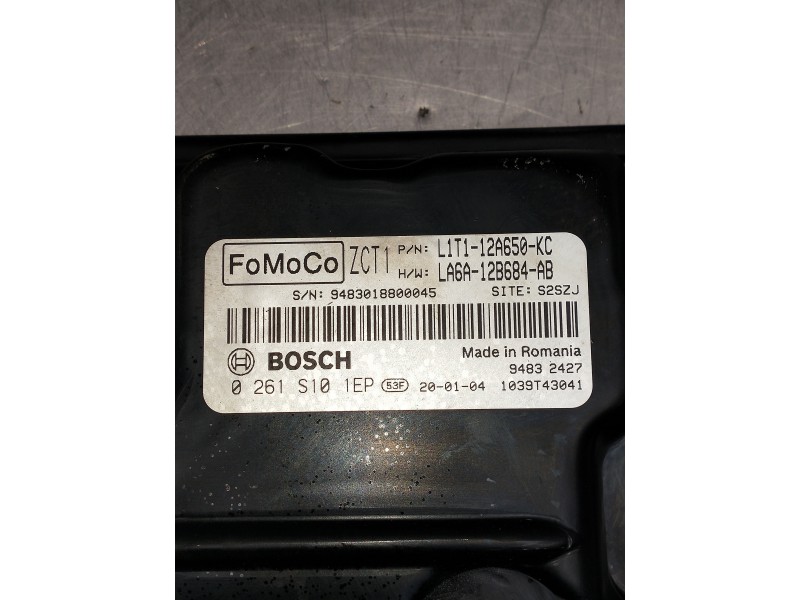 FoMoCo ZCT1 P/N: L1T1-12A650-KC
H/W: LA6A-12B684-AB
S/N: 9483018800045 SITE: S2SZJ
BOSCH Made in Romania
9483 2427
0 261 S10 1EP 53F 20-01-04 1039T43041